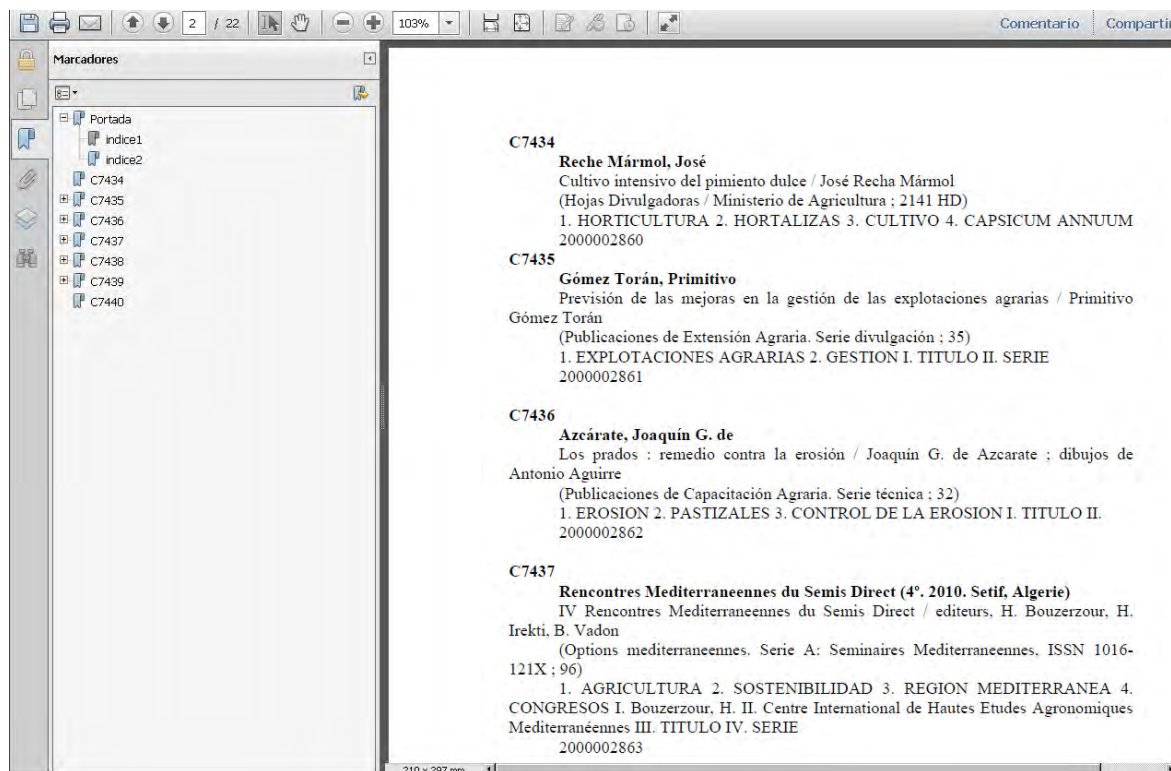 2 / 22
103%
Comentario
Compartir
Marcadores
Portada
indice1
indice2
C7434
C7435
C7436
C7437
C7438
C7439
C7440
C7434
Reche Mármol, José
Cultivo intensivo del pimiento dulce / José Recha Mármol
(Hojas Divulgadoras / Ministerio de Agricultura ; 2141 HD)
1. HORTICULTURA 2. HORTALIZAS 3. CULTIVO 4. CAPSICUM ANNUUM
2000002860
C7435
Gómez Torán, Primitivo
Previsión de las mejoras en la gestión de las explotaciones agrarias / Primitivo
Gómez Torán
(Publicaciones de Extensión Agraria. Serie divulgación ; 35)
1. EXPLOTACIONES AGRARIAS 2. GESTION I. TITULO II. SERIE
2000002861
C7436
Azcárate, Joaquín G. de
Los prados : remedio contra la erosión / Joaquín G. de Azcarate ; dibujos de
Antonio Aguirre
(Publicaciones de Capacitación Agraria. Serie técnica ; 32)
1. EROSION 2. PASTIZALES 3. CONTROL DE LA EROSION I. TITULO II.
2000002862
C7437
Rencontres Mediterraneennes du Semis Direct (4º. 2010. Setif, Algerie)
IV Rencontres Mediterraneennes du Semis Direct / editeurs, H. Bouzerzour, H.
Irekti, B. Vadon
(Options mediterraneennes. Serie A: Seminaires Mediterraneennes, ISSN 1016-
121X ; 96)
1. AGRICULTURA 2. SOSTENIBILIDAD 3. REGION MEDITERRANEA 4.
CONGRESOS I. Bouzerzour, H. II. Centre International de Hautes Etudes Agronomiques
Mediterranéennes III. TITULO IV. SERIE
2000002863
210 x 297 mm